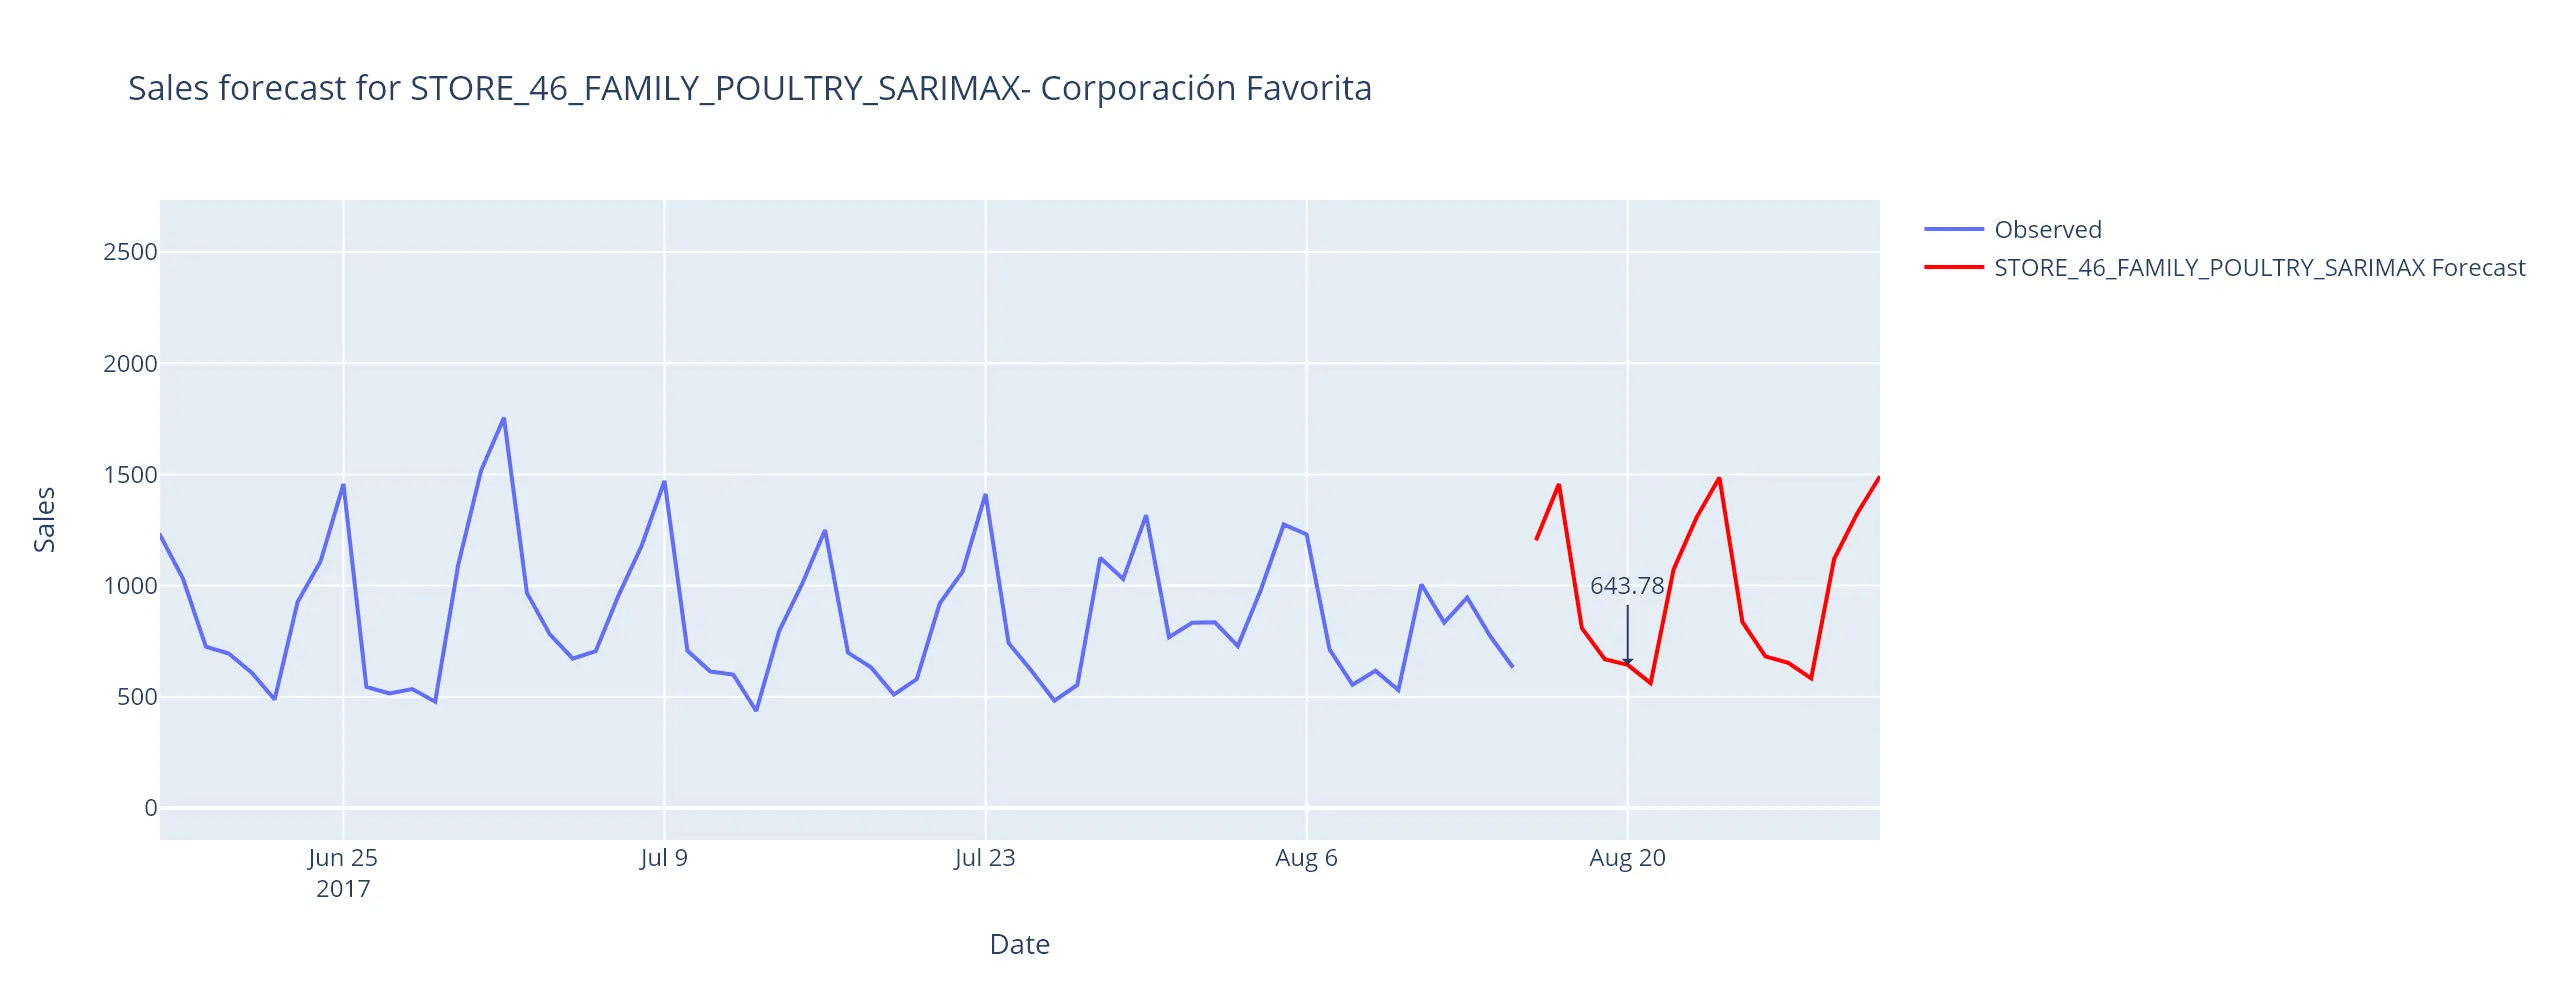 Sales forecast for STORE_46_FAMILY_POULTRY_SARIMAX- Corporación Favorita
Observed
STORE_46_FAMILY_POULTRY_SARIMAX Forecast
Sales
2500
2000
1500
1000
500
0
643.78
Jun 25
2017
Jul 9
Jul 23
Aug 6
Aug 20
Date